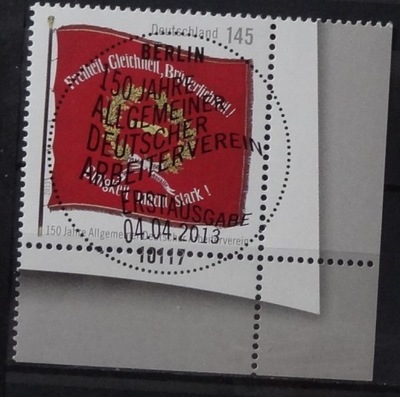 Deutschland 145
BERLIN
Freiheit, Gleichheit, Brüderlichkeit!
150 JAHRE
ALLGEMEINER
DEUTSCHER
ARBEITERVEREIN
Einigkeit macht stark!
ERSTAUSGABE
04.04.2013
150 Jahre Allgemeiner Deutscher Arbeiterverein
10117